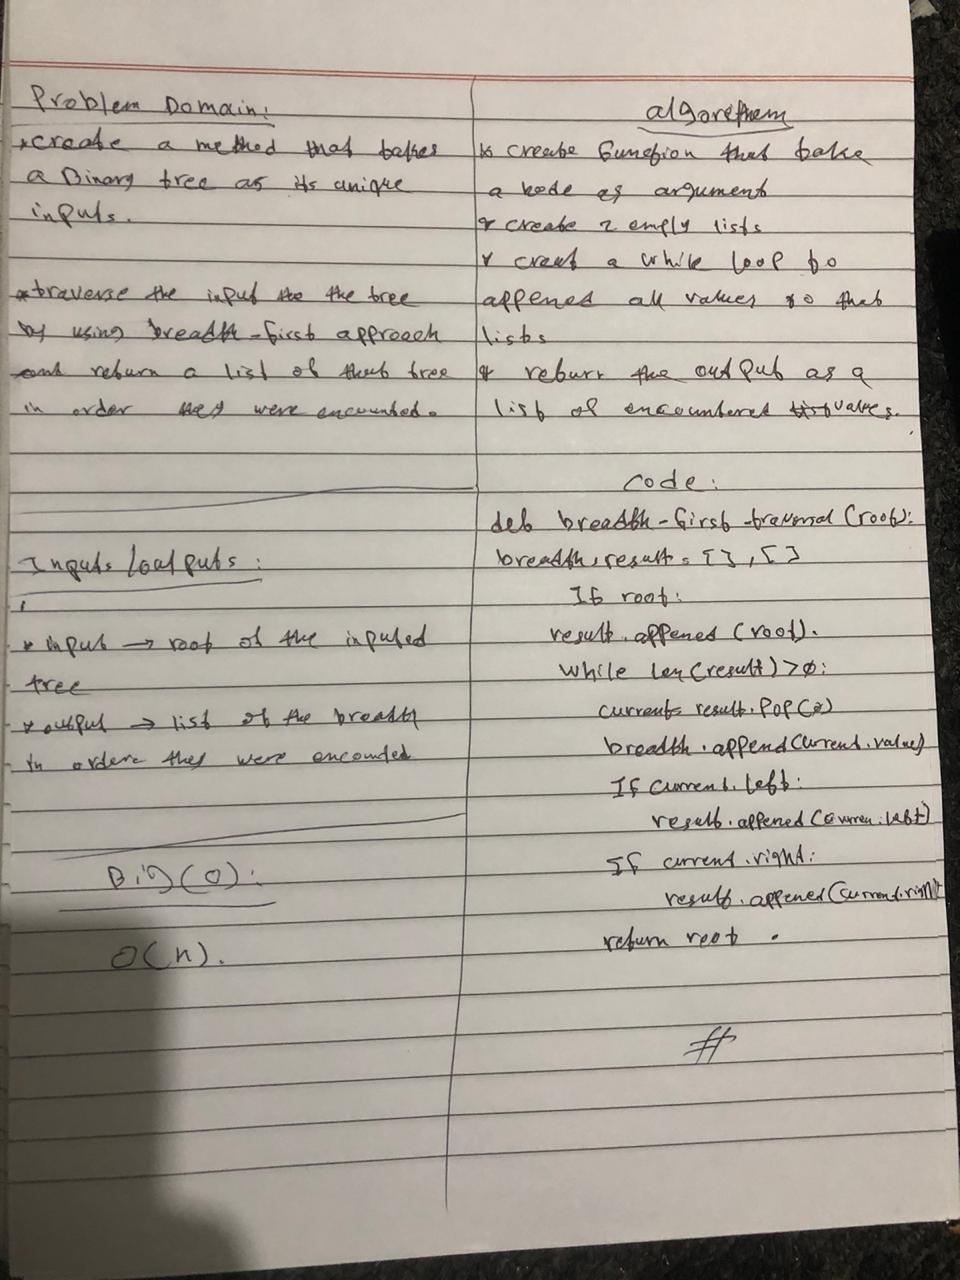 Problem Domain:
*create a method that takes
a Binary tree as its unique
inputs.
*traverse the input the tree
by using breadth-first approach
and return a list of that tree
in order they were encounted.
Inputs/outputs:
* input → root of the inputed
tree
* output → list of the breadth
in ordere they were encounded
Big(O):
O(n).
algorethem
* create function that take
a node as argument
* create 2 empty lists
* creat a while loop to
appened all values to that
lists
* return the output as a
list of encountered values.
Code:
def breadth-first-traversal (root):
breadth, result = [], []
If root:
result.appened (root).
while len(result) > 0:
current = result.pop(0)
breadth.append(current.value)
If current.left:
result.appened(curren.left)
If current.right:
result.appened(current.right
return root .
#